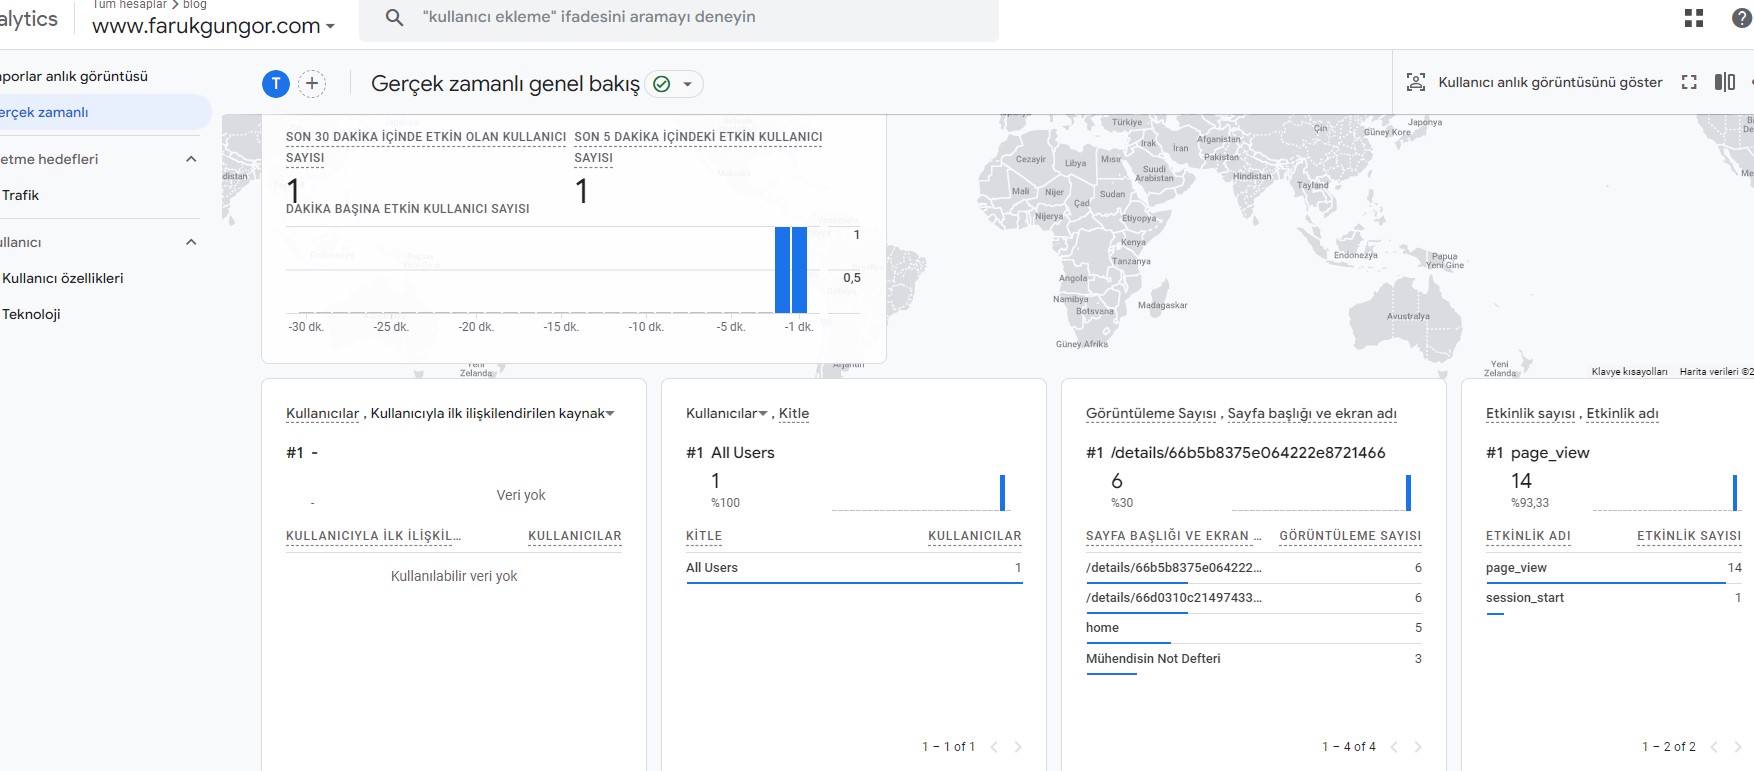 alytics
Tüm hesaplar > blog
www.farukgungor.com
"kullanıcı ekleme" ifadesini aramayı deneyin
aporlar anlık görüntüsü
erçek zamanlı
etme hedefleri
Trafik
ullanıcı
Kullanıcı özellikleri
Teknoloji
T
Gerçek zamanlı genel bakış
Kullanıcı anlık görüntüsünü göster
SON 30 DAKİKA İÇİNDE ETKİN OLAN KULLANICI SAYISI
1
SON 5 DAKİKA İÇİNDEKİ ETKİN KULLANICI SAYISI
1
DAKİKA BAŞINA ETKİN KULLANICI SAYISI
1
0,5
-30 dk. -25 dk. -20 dk. -15 dk. -10 dk. -5 dk. -1 dk.
distan
Türkiye
Çin
Japonya
Güney Kore
Irak
İran
Afganistan
Pakistan
Cezayir
Libya
Mısır
Suudi Arabistan
Hindistan
Mali
Nijer
Çad
Sudan
Tayland
Nijerya
Etiyopya
Kenya
Tanzanya
Endonezya
Papua Yeni Gine
Angola
Namibya
Botsvana
Madagaskar
Güney Afrika
Avustralya
Yeni Zelanda
Arjantin
Yeni Zelanda
Klavye kısayolları
Harita verileri ©2
Kullanıcılar , Kullanıcıyla ilk ilişkilendirilen kaynak
#1 -
-
Veri yok
KULLANICIYLA İLK İLİŞKİL... KULLANICILAR
Kullanılabilir veri yok
Kullanıcılar , Kitle
#1 All Users
1
%100
KİTLE KULLANICILAR
All Users 1
1 – 1 of 1
Görüntüleme Sayısı , Sayfa başlığı ve ekran adı
#1 /details/66b5b8375e064222e8721466
6
%30
SAYFA BAŞLIĞI VE EKRAN ... GÖRÜNTÜLEME SAYISI
/details/66b5b8375e064222... 6
/details/66d0310c21497433... 6
home 5
Mühendisin Not Defteri 3
1 – 4 of 4
Etkinlik sayısı , Etkinlik adı
#1 page_view
14
%93,33
ETKİNLİK ADI ETKİNLİK SAYISI
page_view 14
session_start 1
1 – 2 of 2